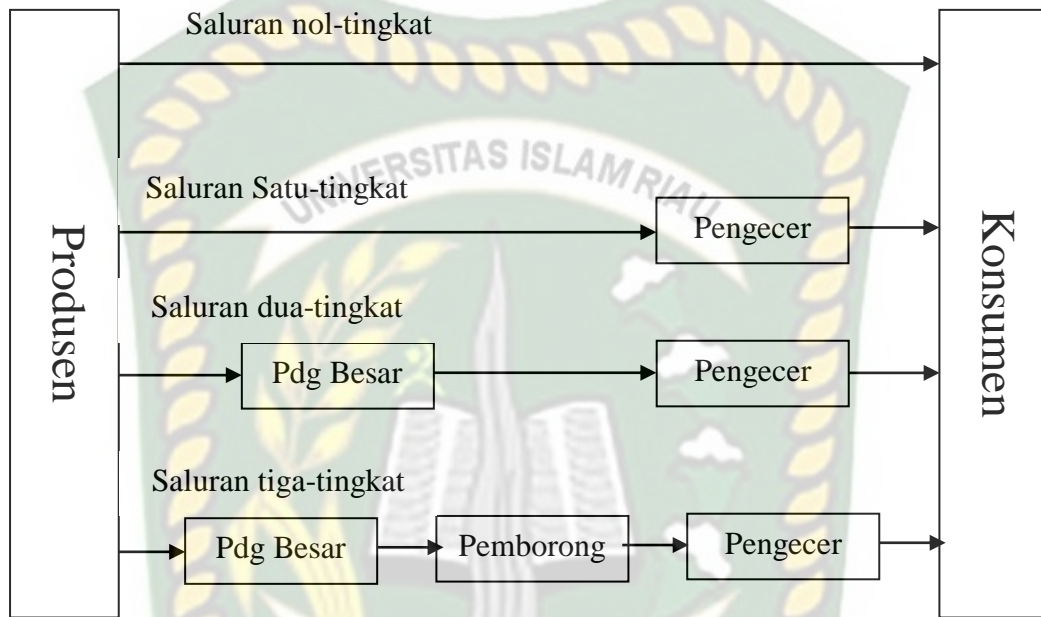 Saluran nol-tingkat
UNIVERSITAS ISLAM RIAU
Saluran Satu-tingkat
Pengecer
Produsen
Konsumen
Saluran dua-tingkat
Pdg Besar
Pengecer
Saluran tiga-tingkat
Pdg Besar
Pemborong
Pengecer